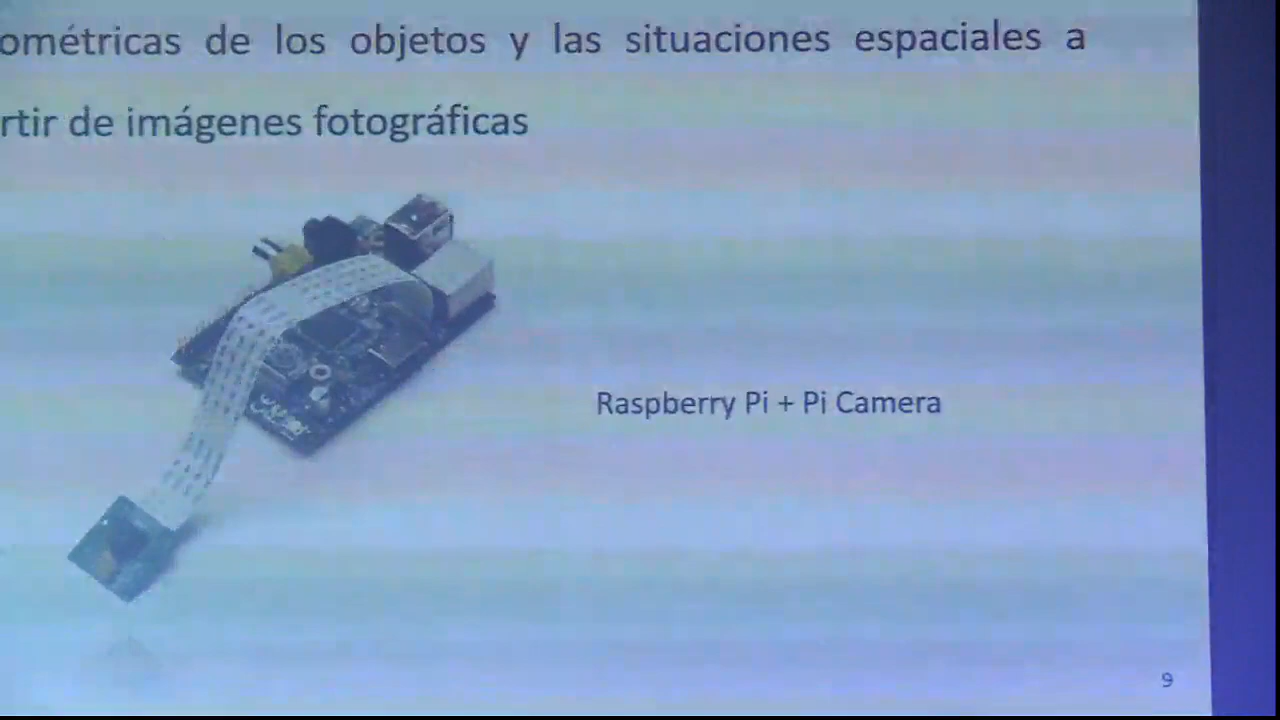 ométricas de los objetos y las situaciones espaciales a
rtir de imágenes fotográficas
Raspberry Pi + Pi Camera
9